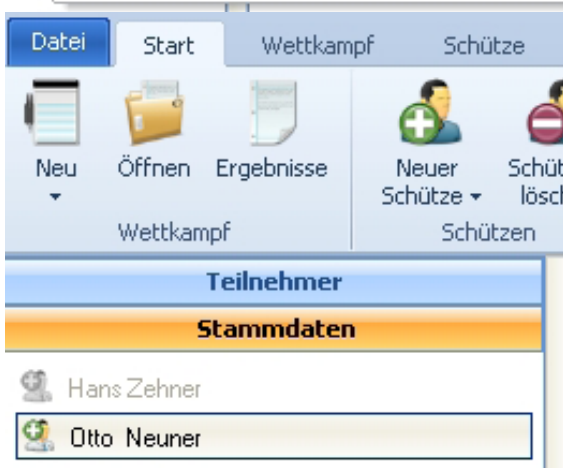 Datei Start Wettkampf Schütze
Neu Öffnen Ergebnisse Neuer Schütze
Wettkampf Schützen
Teilnehmer
Stammdaten
Hans Zehner
Otto Neuner